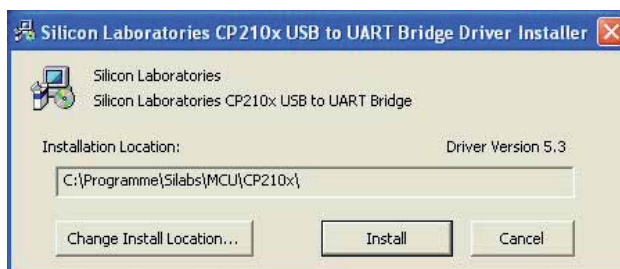 Silicon Laboratories CP210x USB to UART Bridge Driver Installer
Silicon Laboratories
Silicon Laboratories CP210x USB to UART Bridge
Installation Location: Driver Version 5.3
C:\Programme\Silabs\MCU\CP210x\
Change Install Location... Install Cancel